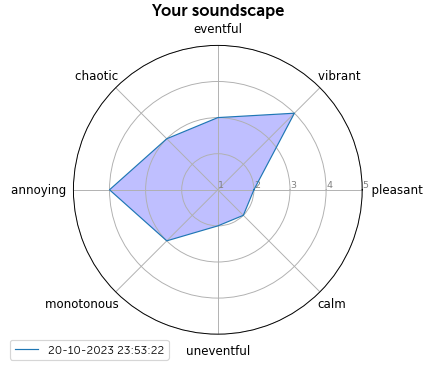 Your soundscape
eventful
chaotic
vibrant
annoying
1
2
3
4
5
pleasant
monotonous
calm
20-10-2023 23:53:22
uneventful